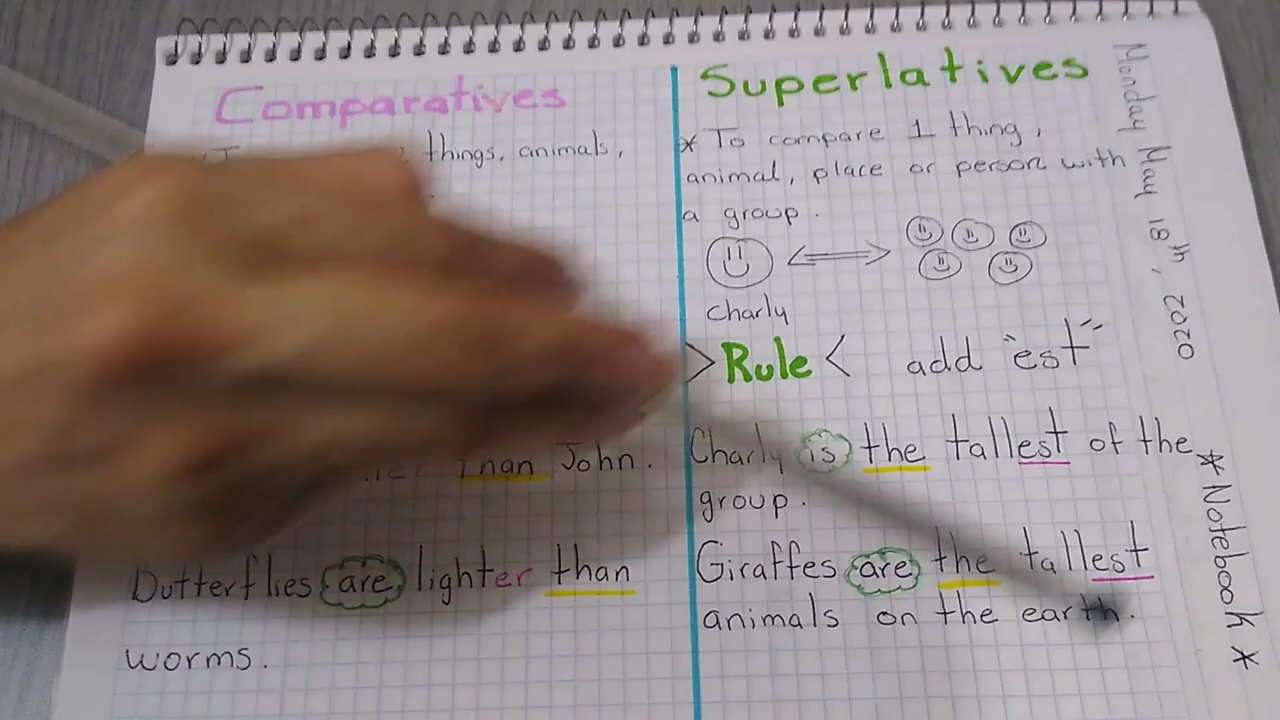 Comparatives
things, animals,
than John.
Butterflies are lighter than
worms.
Superlatives
* To compare 1 thing,
animal, place or person with
a group.
Charly
> Rule < add "est"
Charly is the tallest of the
group.
Giraffes are the tallest
animals on the earth.
Monday May 18th, 2020
* Notebook *